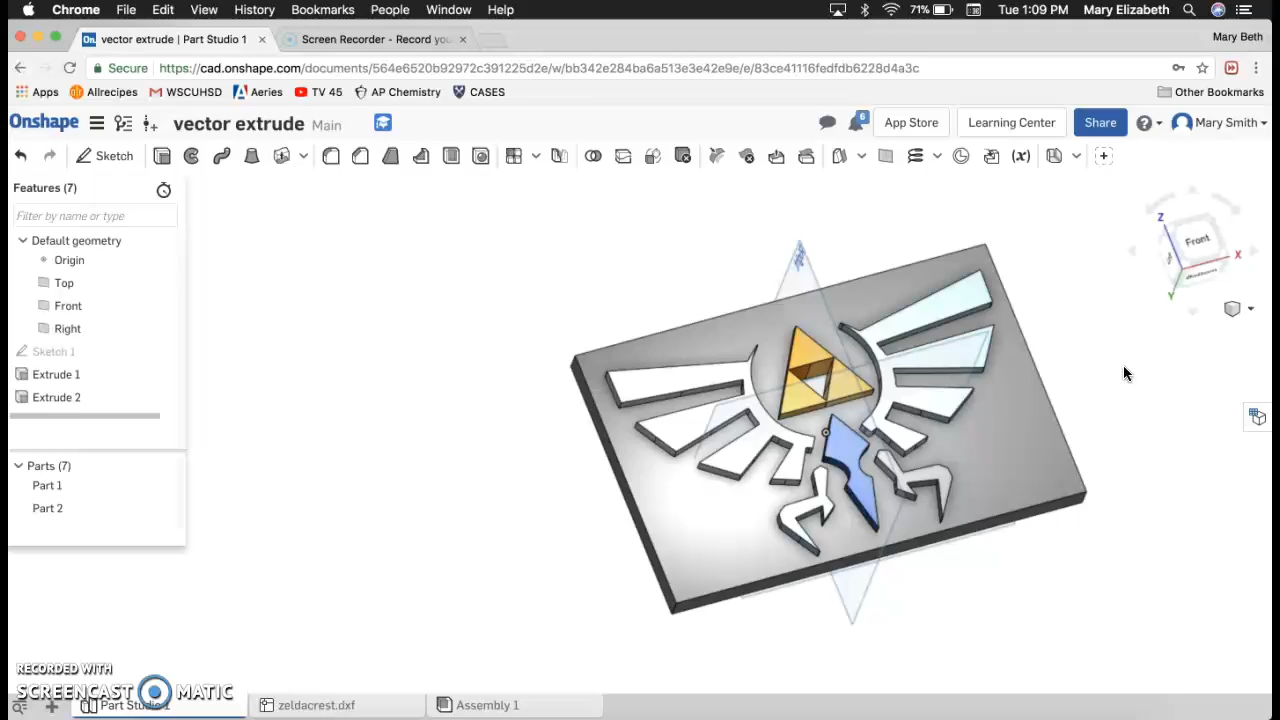 Chrome File Edit View History Bookmarks People Window Help 71% Tue 1:09 PM Mary Elizabeth
On. vector extrude | Part Studio 1 × Screen Recorder - Record you × Mary Beth
Secure https://cad.onshape.com/documents/564e6520b92972c391225d2e/w/bb342e284ba6a513e3e42e9e/e/83ce41116fedfdb6228d4a3c
Apps Allrecipes WSCUHSD Aeries TV 45 AP Chemistry CASES Other Bookmarks
Onshape vector extrude Main 6 App Store Learning Center Share ? Mary Smith
Sketch (x)
Features (7)
Filter by name or type
Default geometry
Origin
Top
Front
Right
Sketch 1
Extrude 1
Extrude 2
Parts (7)
Part 1
Part 2
Z
Front
X
Y
RECORDED WITH
SCREENCAST MATIC
Part Studio 1 zeldacrest.dxf Assembly 1